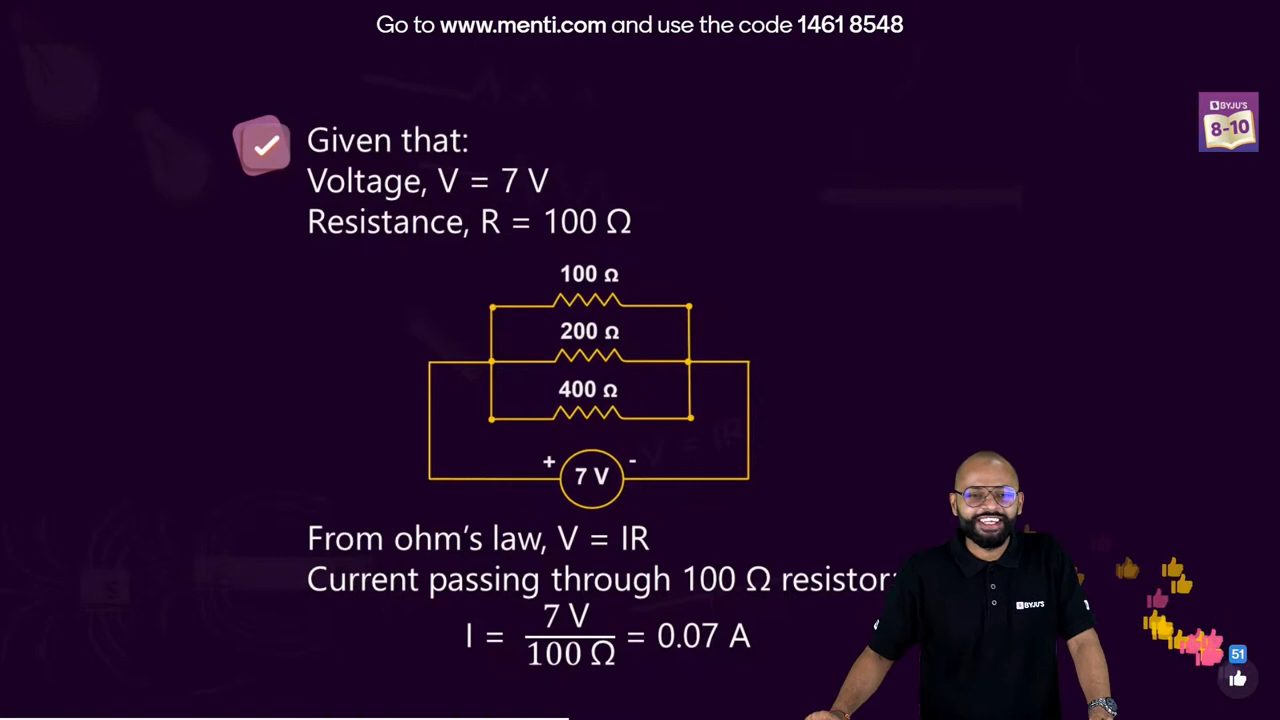 Go to www.menti.com and use the code 1461 8548
BYJU'S
8-10
Given that:
Voltage, V = 7 V
Resistance, R = 100 Ω
100 Ω
200 Ω
400 Ω
+ 7 V -
V = IR
From ohm's law, V = IR
Current passing through 100 Ω resistor:
I = 7 V / 100 Ω = 0.07 A
BYJU'S
51